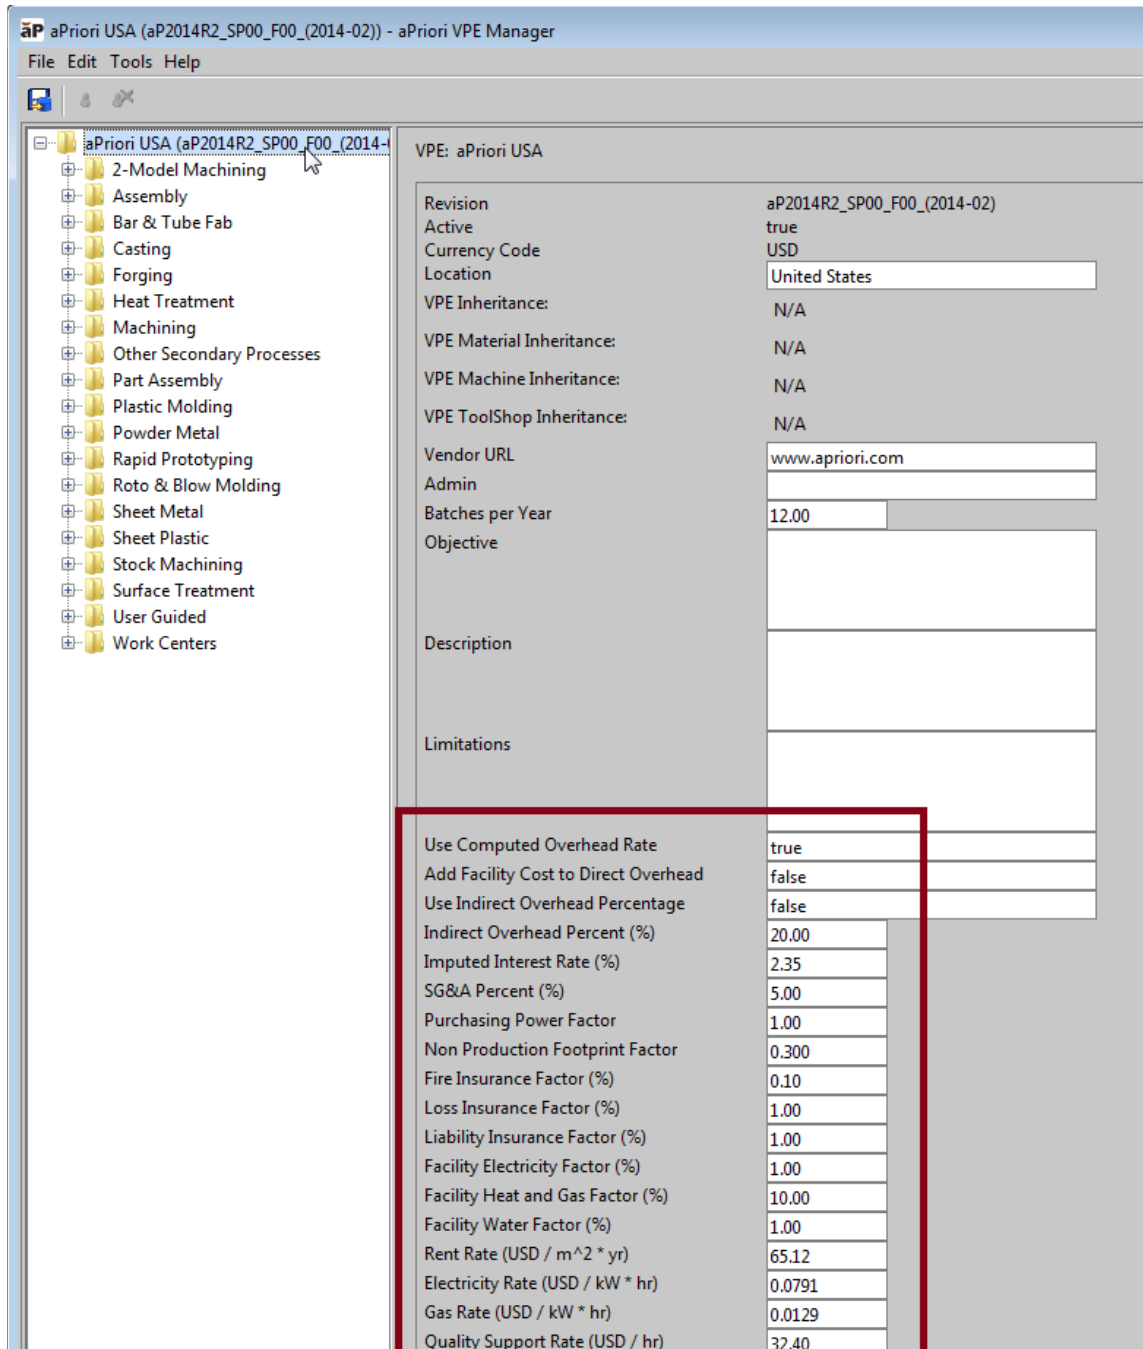 aP aPriori USA (aP2014R2_SP00_F00_(2014-02)) - aPriori VPE Manager
File Edit Tools Help
aPriori USA (aP2014R2_SP00_F00_(2014-
2-Model Machining
Assembly
Bar & Tube Fab
Casting
Forging
Heat Treatment
Machining
Other Secondary Processes
Part Assembly
Plastic Molding
Powder Metal
Rapid Prototyping
Roto & Blow Molding
Sheet Metal
Sheet Plastic
Stock Machining
Surface Treatment
User Guided
Work Centers
VPE: aPriori USA
Revision aP2014R2_SP00_F00_(2014-02)
Active true
Currency Code USD
Location United States
VPE Inheritance: N/A
VPE Material Inheritance: N/A
VPE Machine Inheritance: N/A
VPE ToolShop Inheritance: N/A
Vendor URL www.apriori.com
Admin
Batches per Year 12.00
Objective
Description
Limitations
Use Computed Overhead Rate true
Add Facility Cost to Direct Overhead false
Use Indirect Overhead Percentage false
Indirect Overhead Percent (%) 20.00
Imputed Interest Rate (%) 2.35
SG&A Percent (%) 5.00
Purchasing Power Factor 1.00
Non Production Footprint Factor 0.300
Fire Insurance Factor (%) 0.10
Loss Insurance Factor (%) 1.00
Liability Insurance Factor (%) 1.00
Facility Electricity Factor (%) 1.00
Facility Heat and Gas Factor (%) 10.00
Facility Water Factor (%) 1.00
Rent Rate (USD / m^2 * yr) 65.12
Electricity Rate (USD / kW * hr) 0.0791
Gas Rate (USD / kW * hr) 0.0129
Quality Support Rate (USD / hr) 32.40